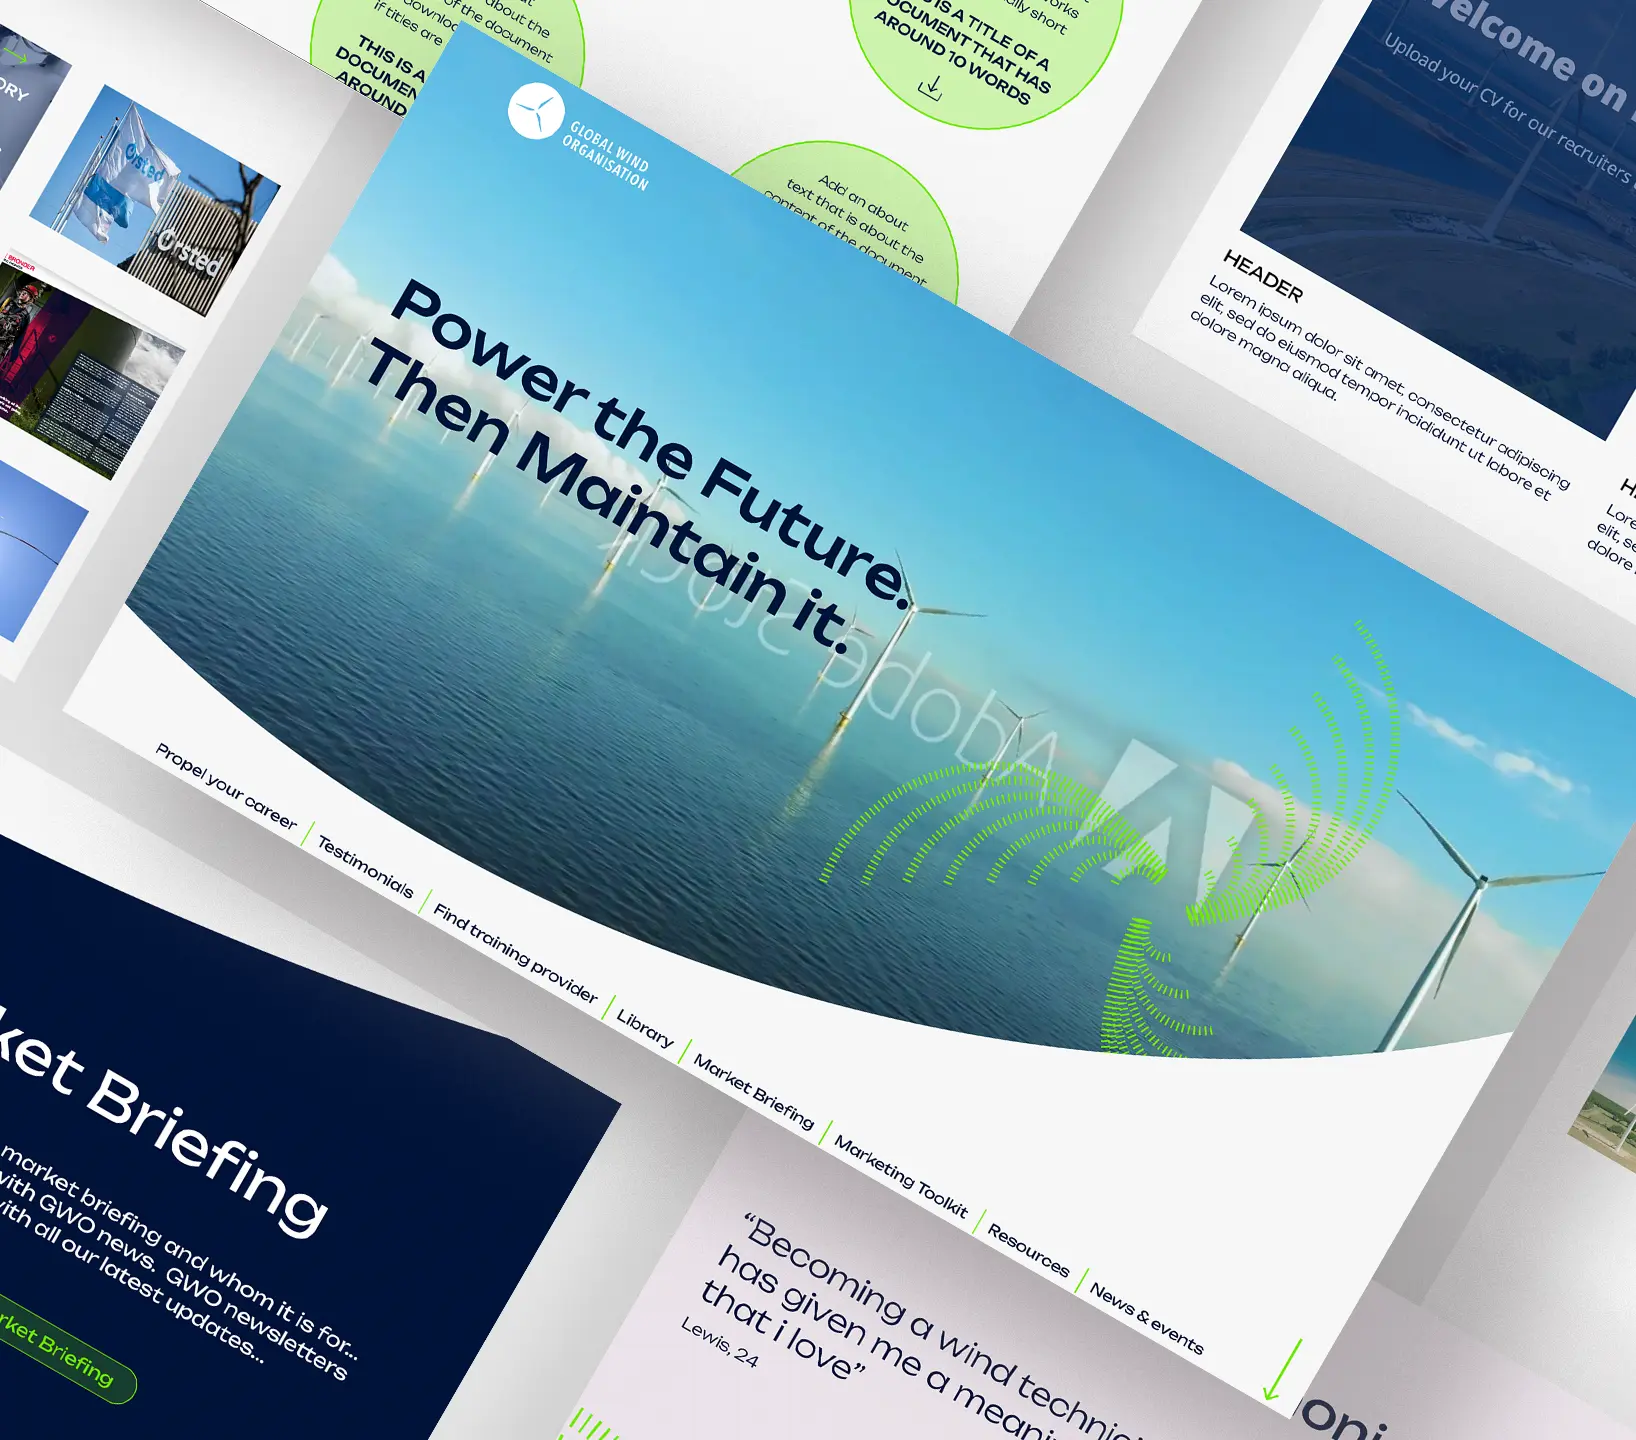 about the
of the document
if titles are
THIS IS A
DOCUMEN
AROUND
works
ally short
IS A TITLE OF A
DOCUMENT THAT HAS
AROUND 10 WORDS
Welcome on
Upload your CV for our recruiters
ORY
Ørsted
Ørsted
GLOBAL WIND
ORGANISATION
Add an about
text that is about the
content of the document
HEADER
Lorem ipsum dolor sit amet, consectetur adipiscing
elit, sed do eiusmod tempor incididunt ut labore et
dolore magna aliqua.
H
Lore
elit, se
dolore
BROADER
Power the Future.
Then Maintain it.
Adobe Stock
Propel your career
Testimonials
Find training provider
Library
Market Briefing
Marketing Toolkit
Resources
News & events
ket Briefing
market briefing and whom it is for...
with GWO news. GWO newsletters
with all our latest updates...
rket Briefing
“Becoming a wind technici
has given me a meani
that i love”
Lewis, 24
oni